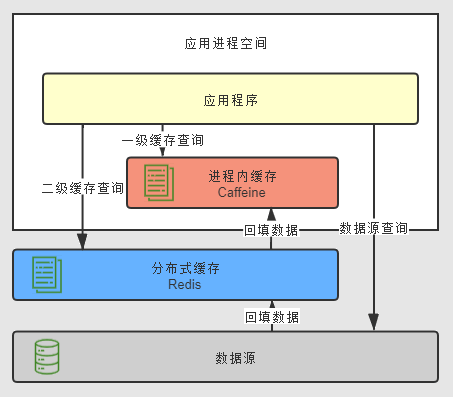 应用进程空间
应用程序
一级缓存查询
进程内缓存
Caffeine
二级缓存查询
回填数据
数据源查询
分布式缓存
Redis
回填数据
数据源